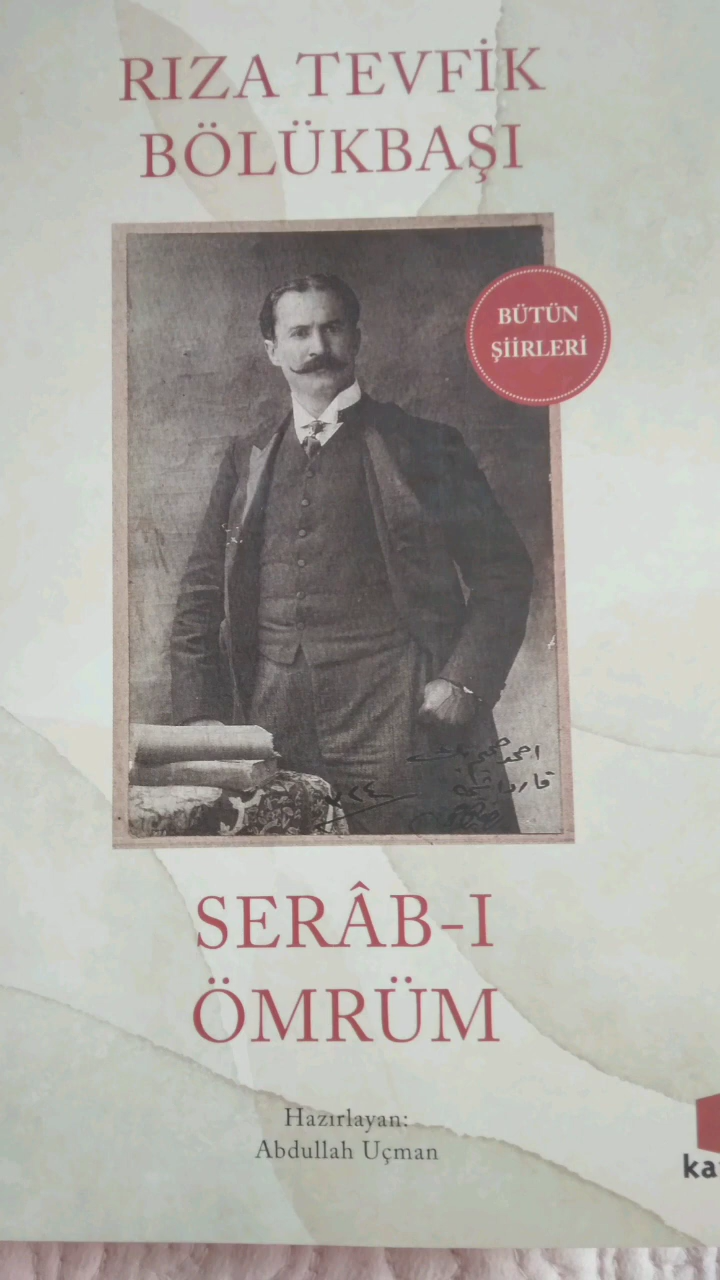 RIZA TEVFİK
BÖLÜKBAŞI
BÜTÜN
ŞİİRLERİ
SERÂB-I
ÖMRÜM
Hazırlayan:
Abdullah Uçman